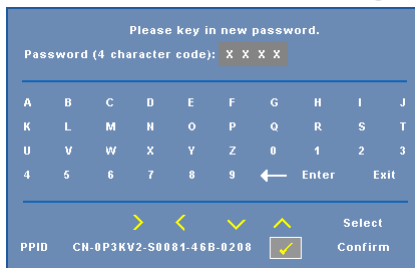 Please key in new password.
Password (4 character code): X X X X
A B C D E F G H I J
K L M N O P Q R S T
U V W X Y Z 0 1 2 3
4 5 6 7 8 9 ← Enter Exit
Select
PPID CN-0P3KV2-S0081-46B-0208 Confirm